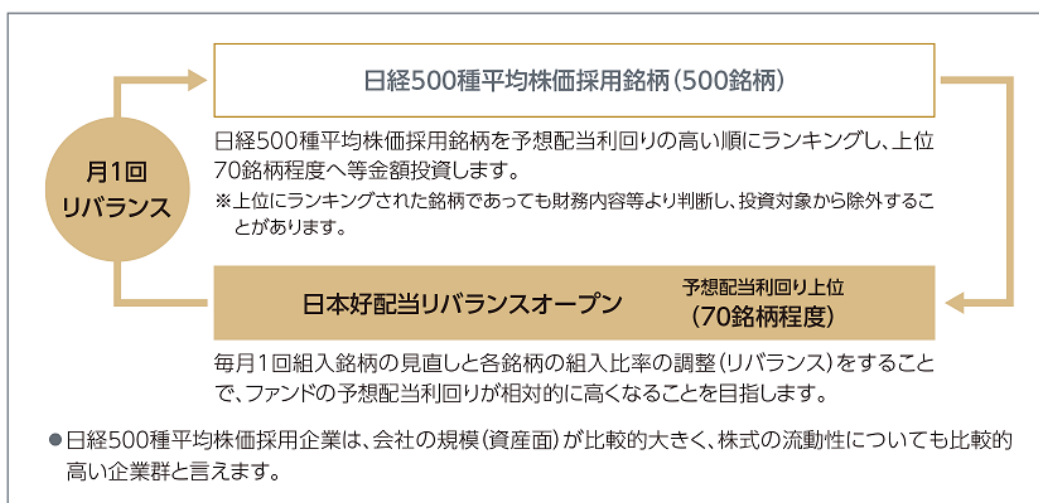 日経500種平均株価採用銘柄(500銘柄)
日経500種平均株価採用銘柄を予想配当利回りの高い順にランキングし、上位
70銘柄程度へ等金額投資します。
※上位にランキングされた銘柄であっても財務内容等より判断し、投資対象から除外するこ
とがあります。
月1回
リバランス
日本好配当リバランスオープン
予想配当利回り上位
(70銘柄程度)
毎月1回組入銘柄の見直しと各銘柄の組入比率の調整(リバランス)をすること
で、ファンドの予想配当利回りが相対的に高くなることを目指します。
●日経500種平均株価採用企業は、会社の規模(資産面)が比較的大きく、株式の流動性についても比較的
高い企業群と言えます。